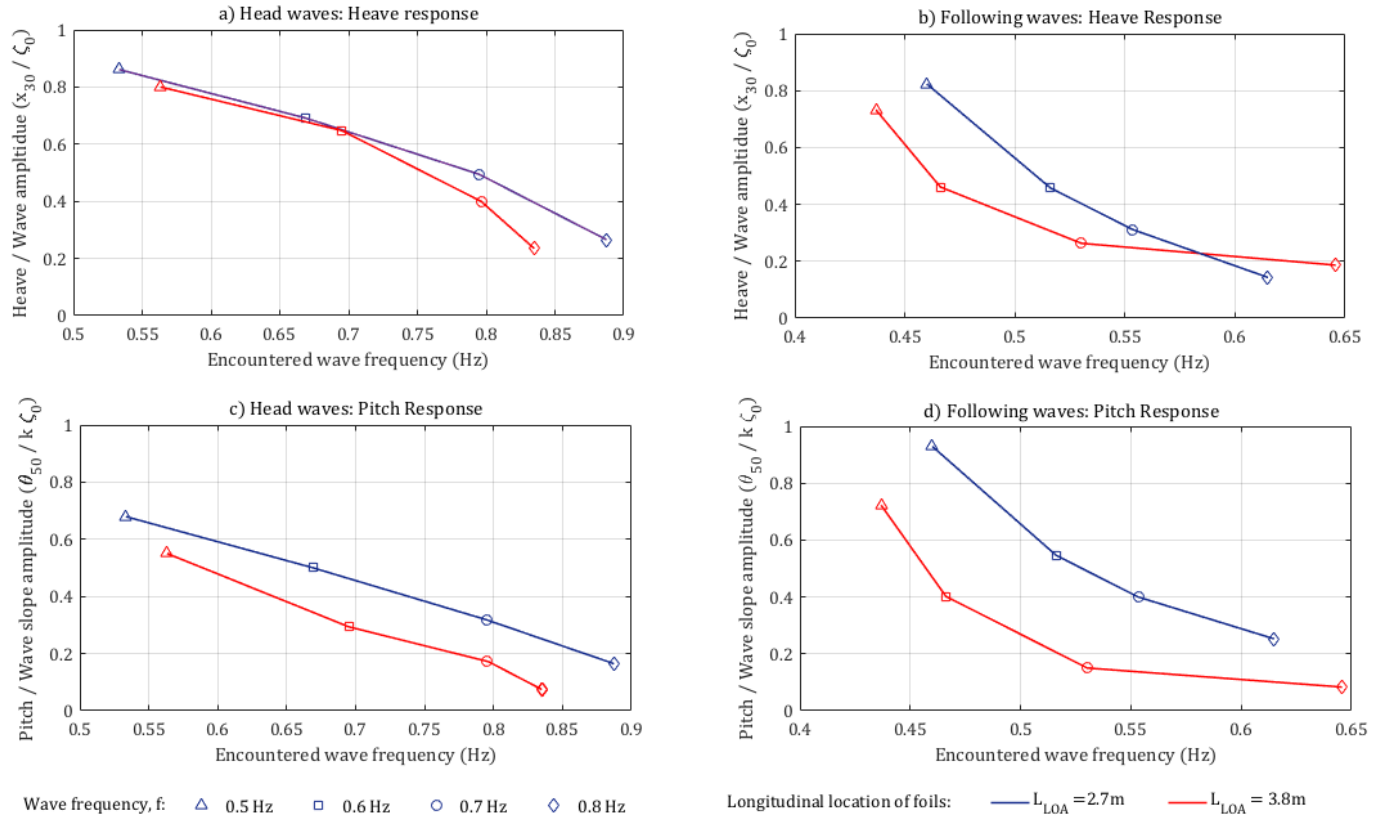 a) Head waves: Heave response
Heave / Wave ampltidue (x₃₀ / ζ₀)
1
0.8
0.6
0.4
0.2
0
0.5 0.55 0.6 0.65 0.7 0.75 0.8 0.85 0.9
Encountered wave frequency (Hz)
b) Following waves: Heave Response
Heave / Wave ampltidue (x₃₀ / ζ₀)
1
0.8
0.6
0.4
0.2
0
0.4 0.45 0.5 0.55 0.6 0.65
Encountered wave frequency (Hz)
c) Head waves: Pitch Response
Pitch / Wave slope amplitude (θ₅₀ / k ζ₀)
1
0.8
0.6
0.4
0.2
0
0.5 0.55 0.6 0.65 0.7 0.75 0.8 0.85 0.9
Encountered wave frequency (Hz)
d) Following waves: Pitch Response
Pitch / Wave slope amplitude (θ₅₀ / k ζ₀)
1
0.8
0.6
0.4
0.2
0
0.4 0.45 0.5 0.55 0.6 0.65
Encountered wave frequency (Hz)
Wave frequency, f: 0.5 Hz 0.6 Hz 0.7 Hz 0.8 Hz
Longitudinal location of foils: L_LOA = 2.7m L_LOA = 3.8m